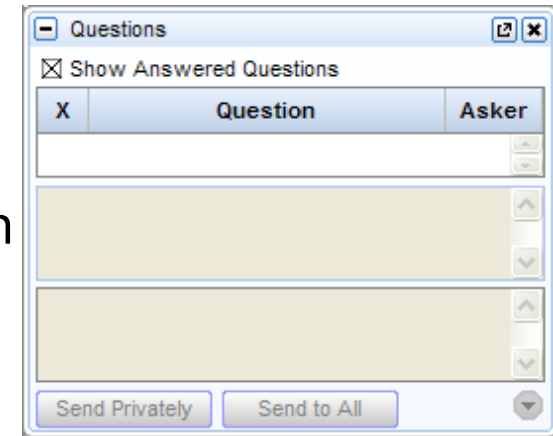 Questions
Show Answered Questions
X Question Asker
n
Send Privately Send to All